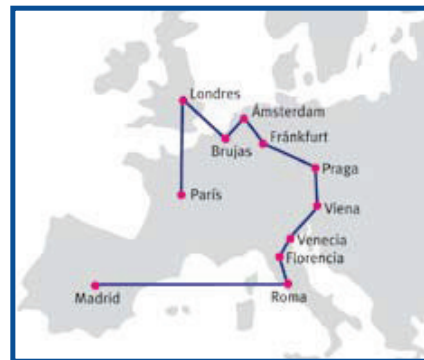 Londres
Ámsterdam
Fránkfurt
Brujas
Praga
París
Viena
Venecia
Florencia
Madrid
Roma